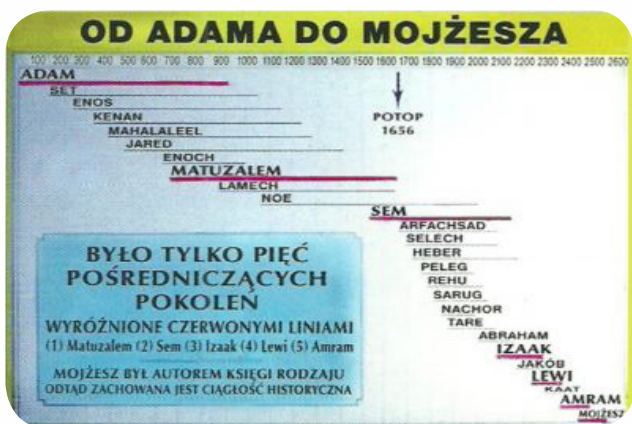 OD ADAMA DO MOJŻESZA
100 200 300 400 500 600 700 800 900 1000 1100 1200 1300 1400 1500 1600 1700 1800 1900 2000 2100 2200 2300 2400 2500 2600
ADAM
SET
ENOS
KENAN
MAHALALEEL
JARED
ENOCH
MATUZALEM
LAMECH
NOE
POTOP
1656
SEM
ARFACHSAD
SELECH
HEBER
PELEG
REHU
SARUG
NACHOR
TARE
ABRAHAM
IZAAK
JAKÓB
LEWI
KAAT
AMRAM
MOJŻESZ
BYŁO TYLKO PIĘĆ
POŚREDNICZĄCYCH
POKOLEŃ
WYRÓŻNIONE CZERWONYMI LINIAMI
(1) Matuzalem (2) Sem (3) Izaak (4) Lewi (5) Amram
MOJŻESZ BYŁ AUTOREM KSIĘGI RODZAJU
ODTĄD ZACHOWANA JEST CIĄGŁOŚĆ HISTORYCZNA